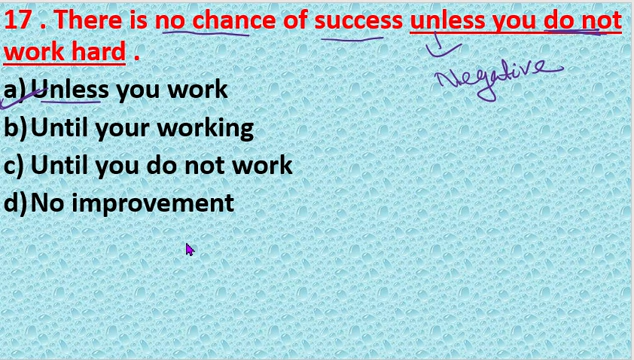 17 . There is no chance of success unless you do not
work hard .
Negative
a) Unless you work
b) Until your working
c) Until you do not work
d) No improvement